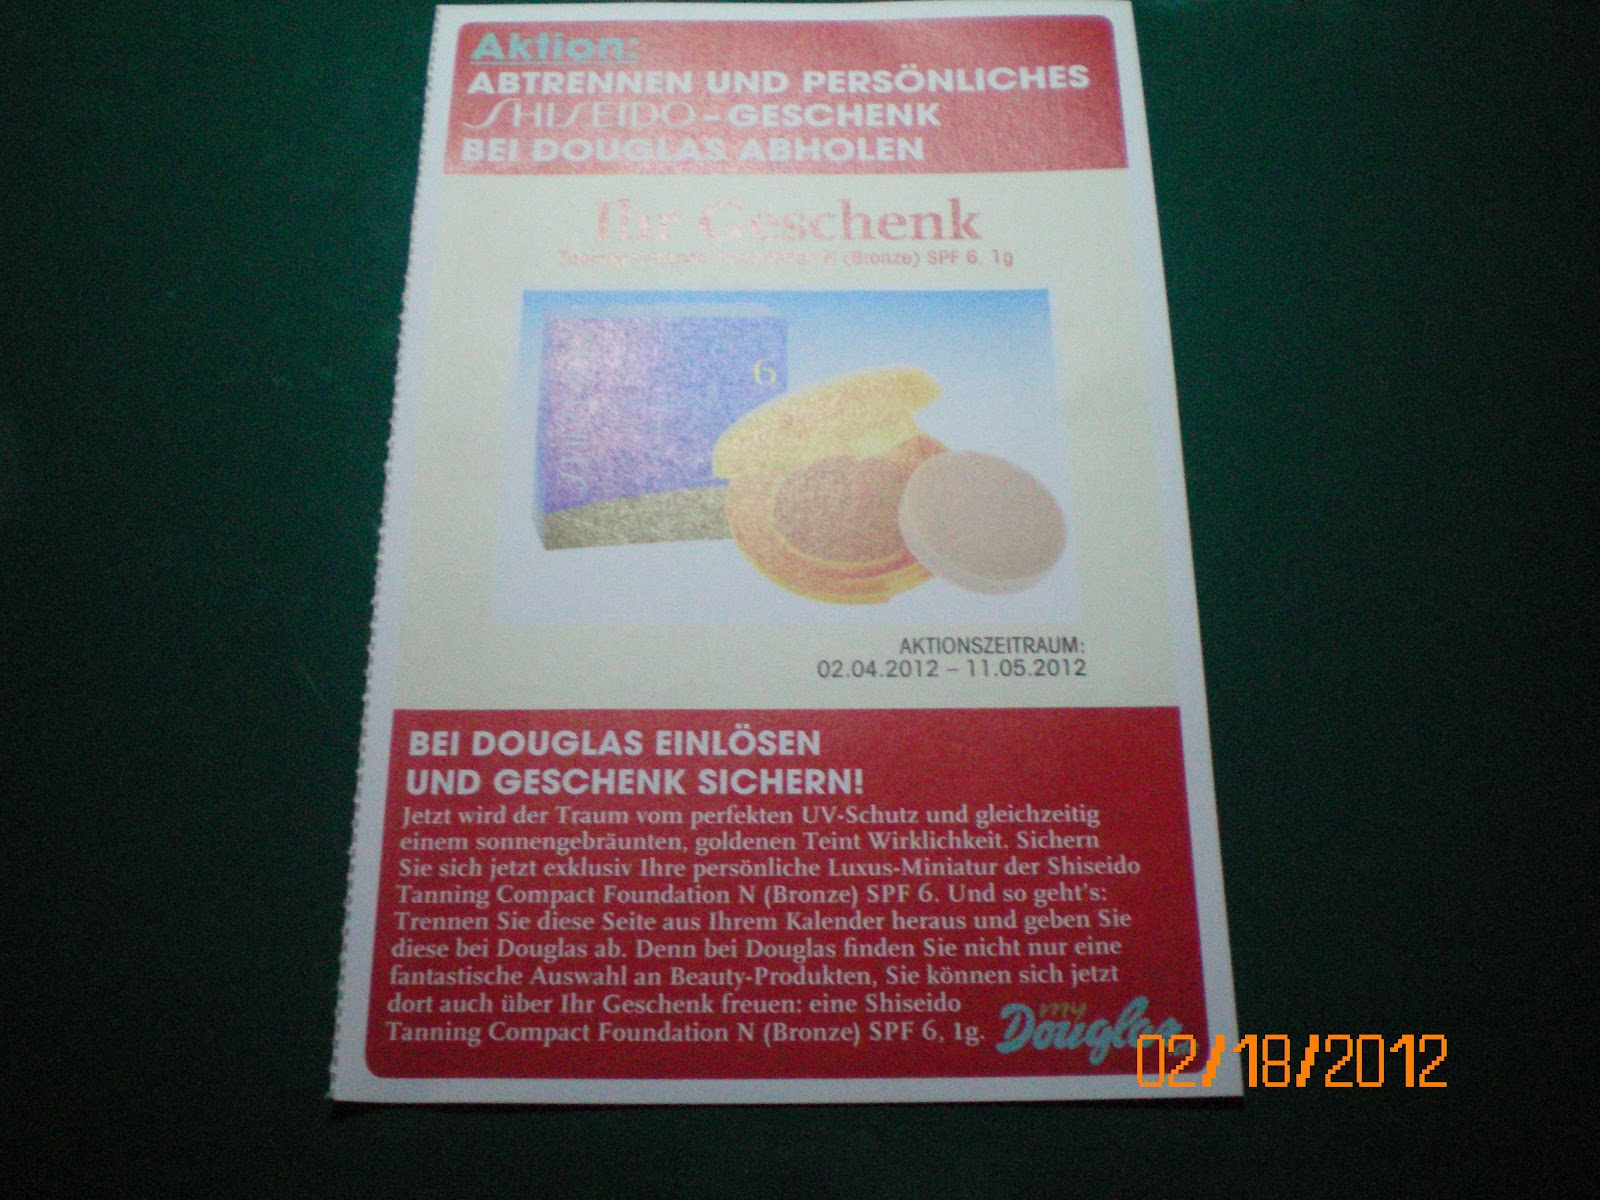 Aktion:
ABTRENNEN UND PERSÖNLICHES
SHISEIDO – GESCHENK
BEI DOUGLAS ABHOLEN
Ihr Geschenk
Tanning Compact Foundation N (Bronze) SPF 6, 1g
6
AKTIONSZEITRAUM:
02.04.2012 – 11.05.2012
BEI DOUGLAS EINLÖSEN
UND GESCHENK SICHERN!
Jetzt wird der Traum vom perfekten UV-Schutz und gleichzeitig
einem sonnengebräunten, goldenen Teint Wirklichkeit. Sichern
Sie sich jetzt exklusiv Ihre persönliche Luxus-Miniatur der Shiseido
Tanning Compact Foundation N (Bronze) SPF 6. Und so geht's:
Trennen Sie diese Seite aus Ihrem Kalender heraus und geben Sie
diese bei Douglas ab. Denn bei Douglas finden Sie nicht nur eine
fantastische Auswahl an Beauty-Produkten, Sie können sich jetzt
dort auch über Ihr Geschenk freuen: eine Shiseido
Tanning Compact Foundation N (Bronze) SPF 6, 1g.
my
Douglas
02/18/2012